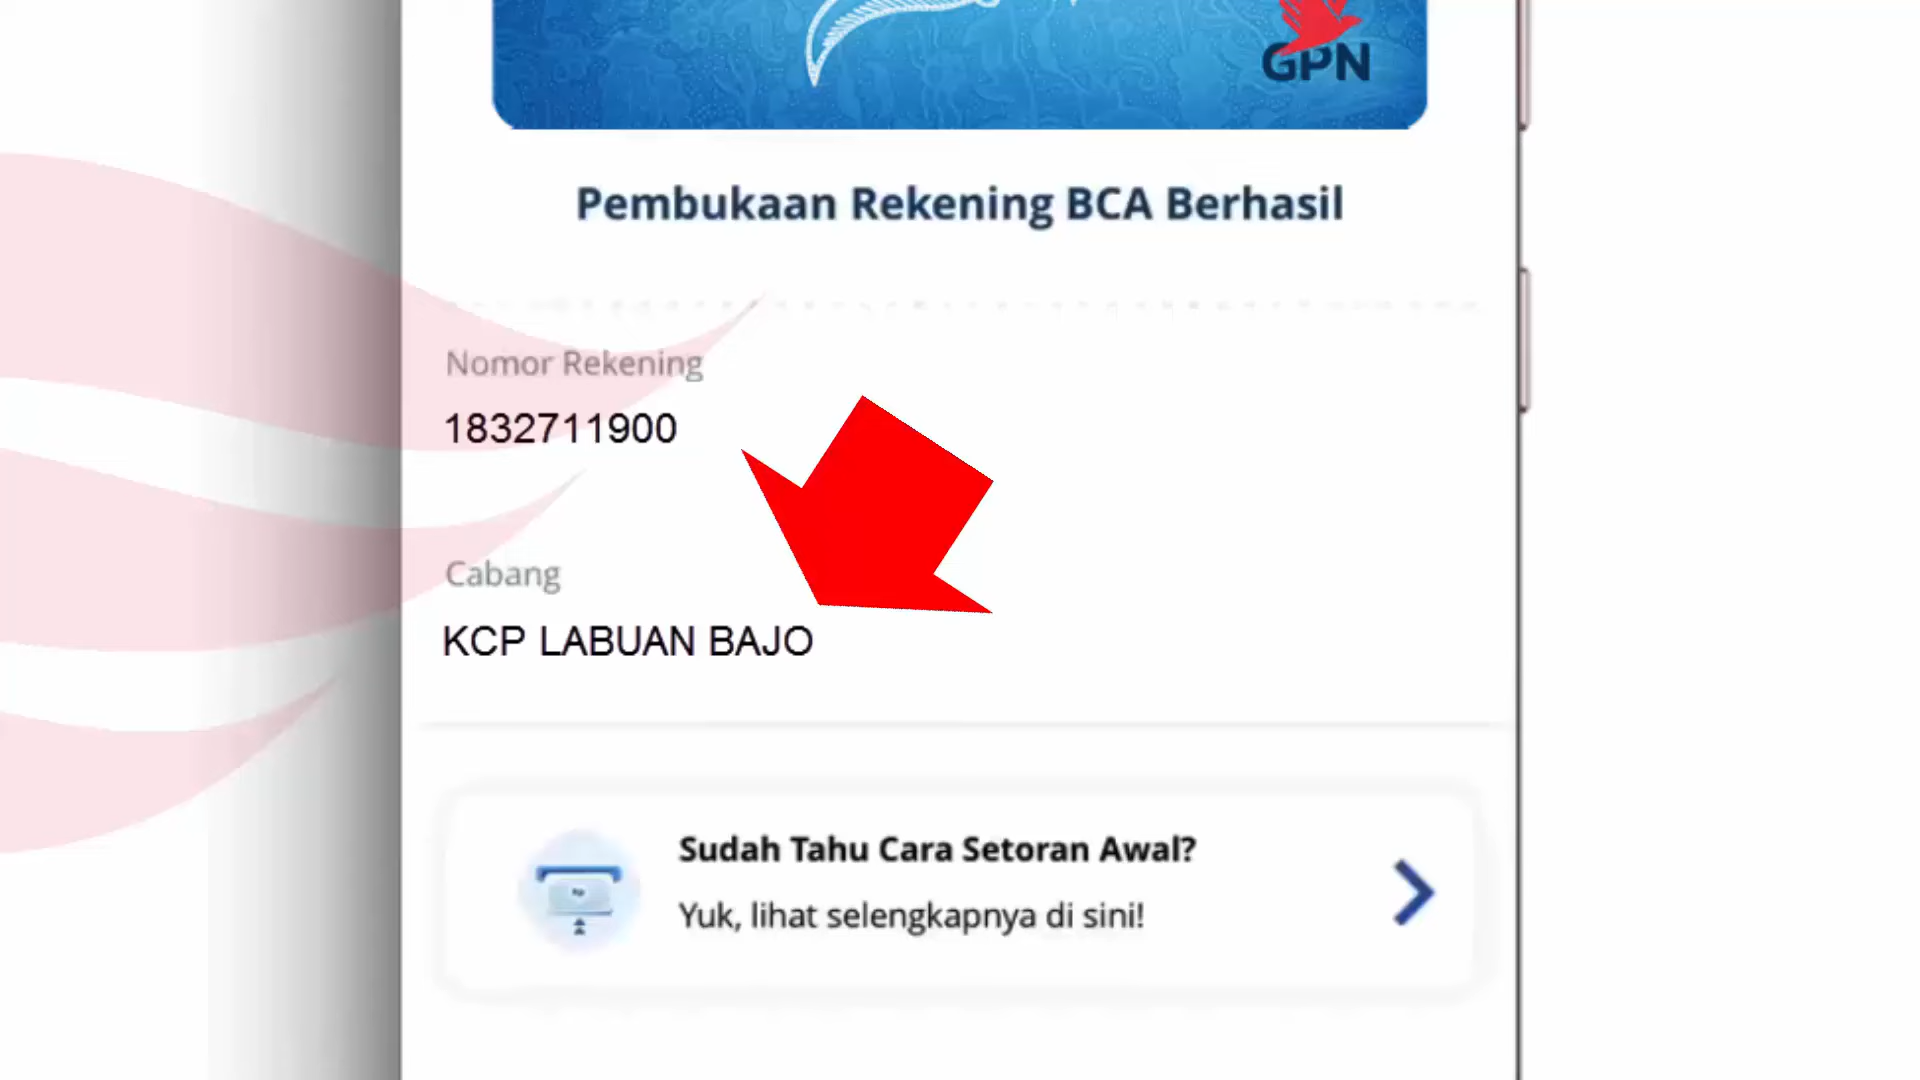 GPN
Pembukaan Rekening BCA Berhasil
Nomor Rekening
1832711900
Cabang
KCP LABUAN BAJO
Sudah Tahu Cara Setoran Awal?
Yuk, lihat selengkapnya di sini!